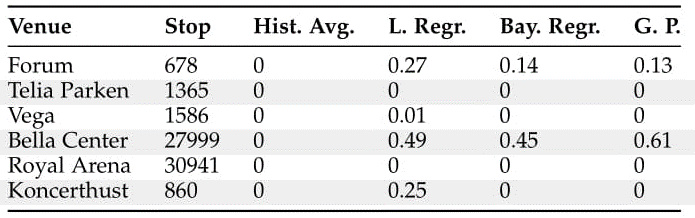 Venue Stop Hist. Avg. L. Regr. Bay. Regr. G. P.
Forum 678 0 0.27 0.14 0.13
Telia Parken 1365 0 0 0 0
Vega 1586 0 0.01 0 0
Bella Center 27999 0 0.49 0.45 0.61
Royal Arena 30941 0 0 0 0
Koncerthust 860 0 0.25 0 0